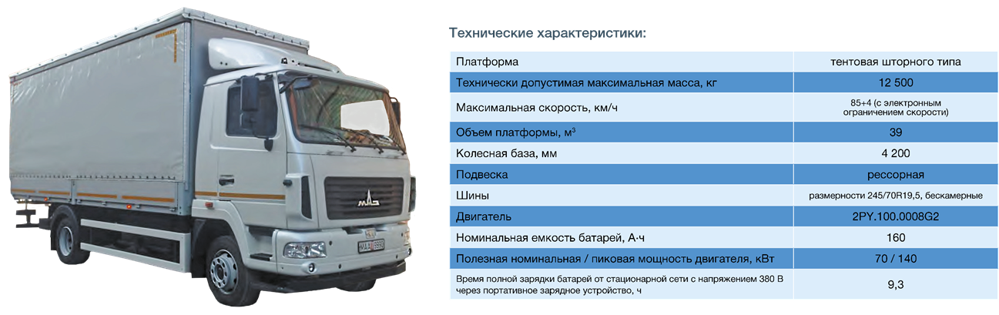 Технические характеристики:
Платформа
тентовая шторного типа
Технически допустимая максимальная масса, кг
12 500
Максимальная скорость, км/ч
85+4 (с электронным
ограничением скорости)
Объем платформы, м³
39
Колесная база, мм
4 200
Подвеска
рессорная
Шины
размерности 245/70R19,5, бескамерные
Двигатель
2PY.100.0008G2
Номинальная емкость батарей, А·ч
160
Полезная номинальная / пиковая мощность двигателя, кВт
70 / 140
Время полной зарядки батарей от стационарной сети с напряжением 380 В
через портативное зарядное устройство, ч
9,3
МАЗ